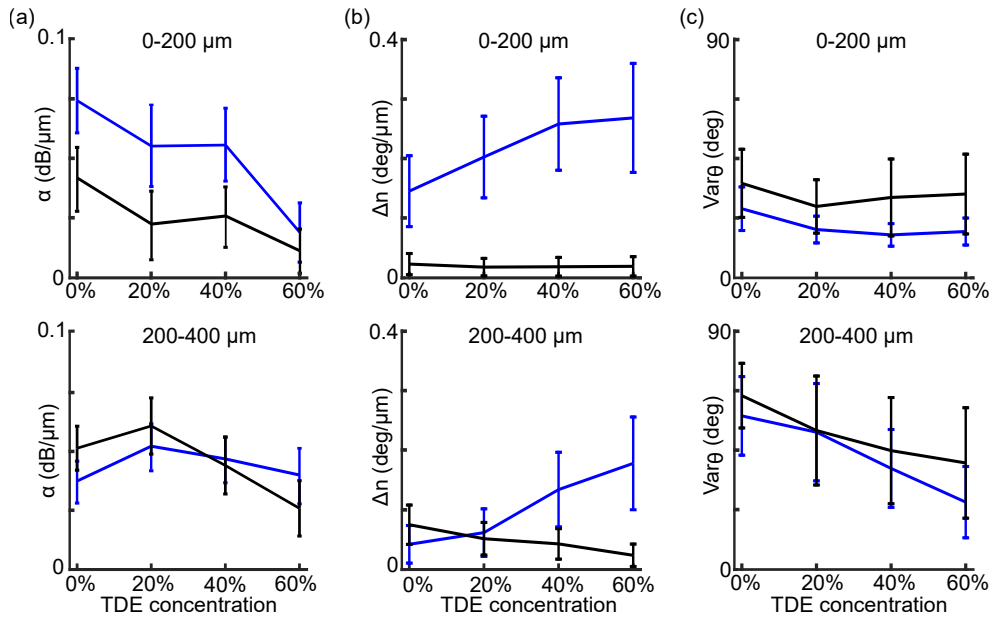 (a)
0-200 µm
0.1
α (dB/µm)
0
0% 20% 40% 60%
(b)
0-200 µm
0.4
Δn (deg/µm)
0
0% 20% 40% 60%
(c)
0-200 µm
90
Varθ (deg)
0
0% 20% 40% 60%
200-400 µm
0.1
α (dB/µm)
0
0% 20% 40% 60%
TDE concentration
200-400 µm
0.4
Δn (deg/µm)
0
0% 20% 40% 60%
TDE concentration
200-400 µm
90
Varθ (deg)
0
0% 20% 40% 60%
TDE concentration